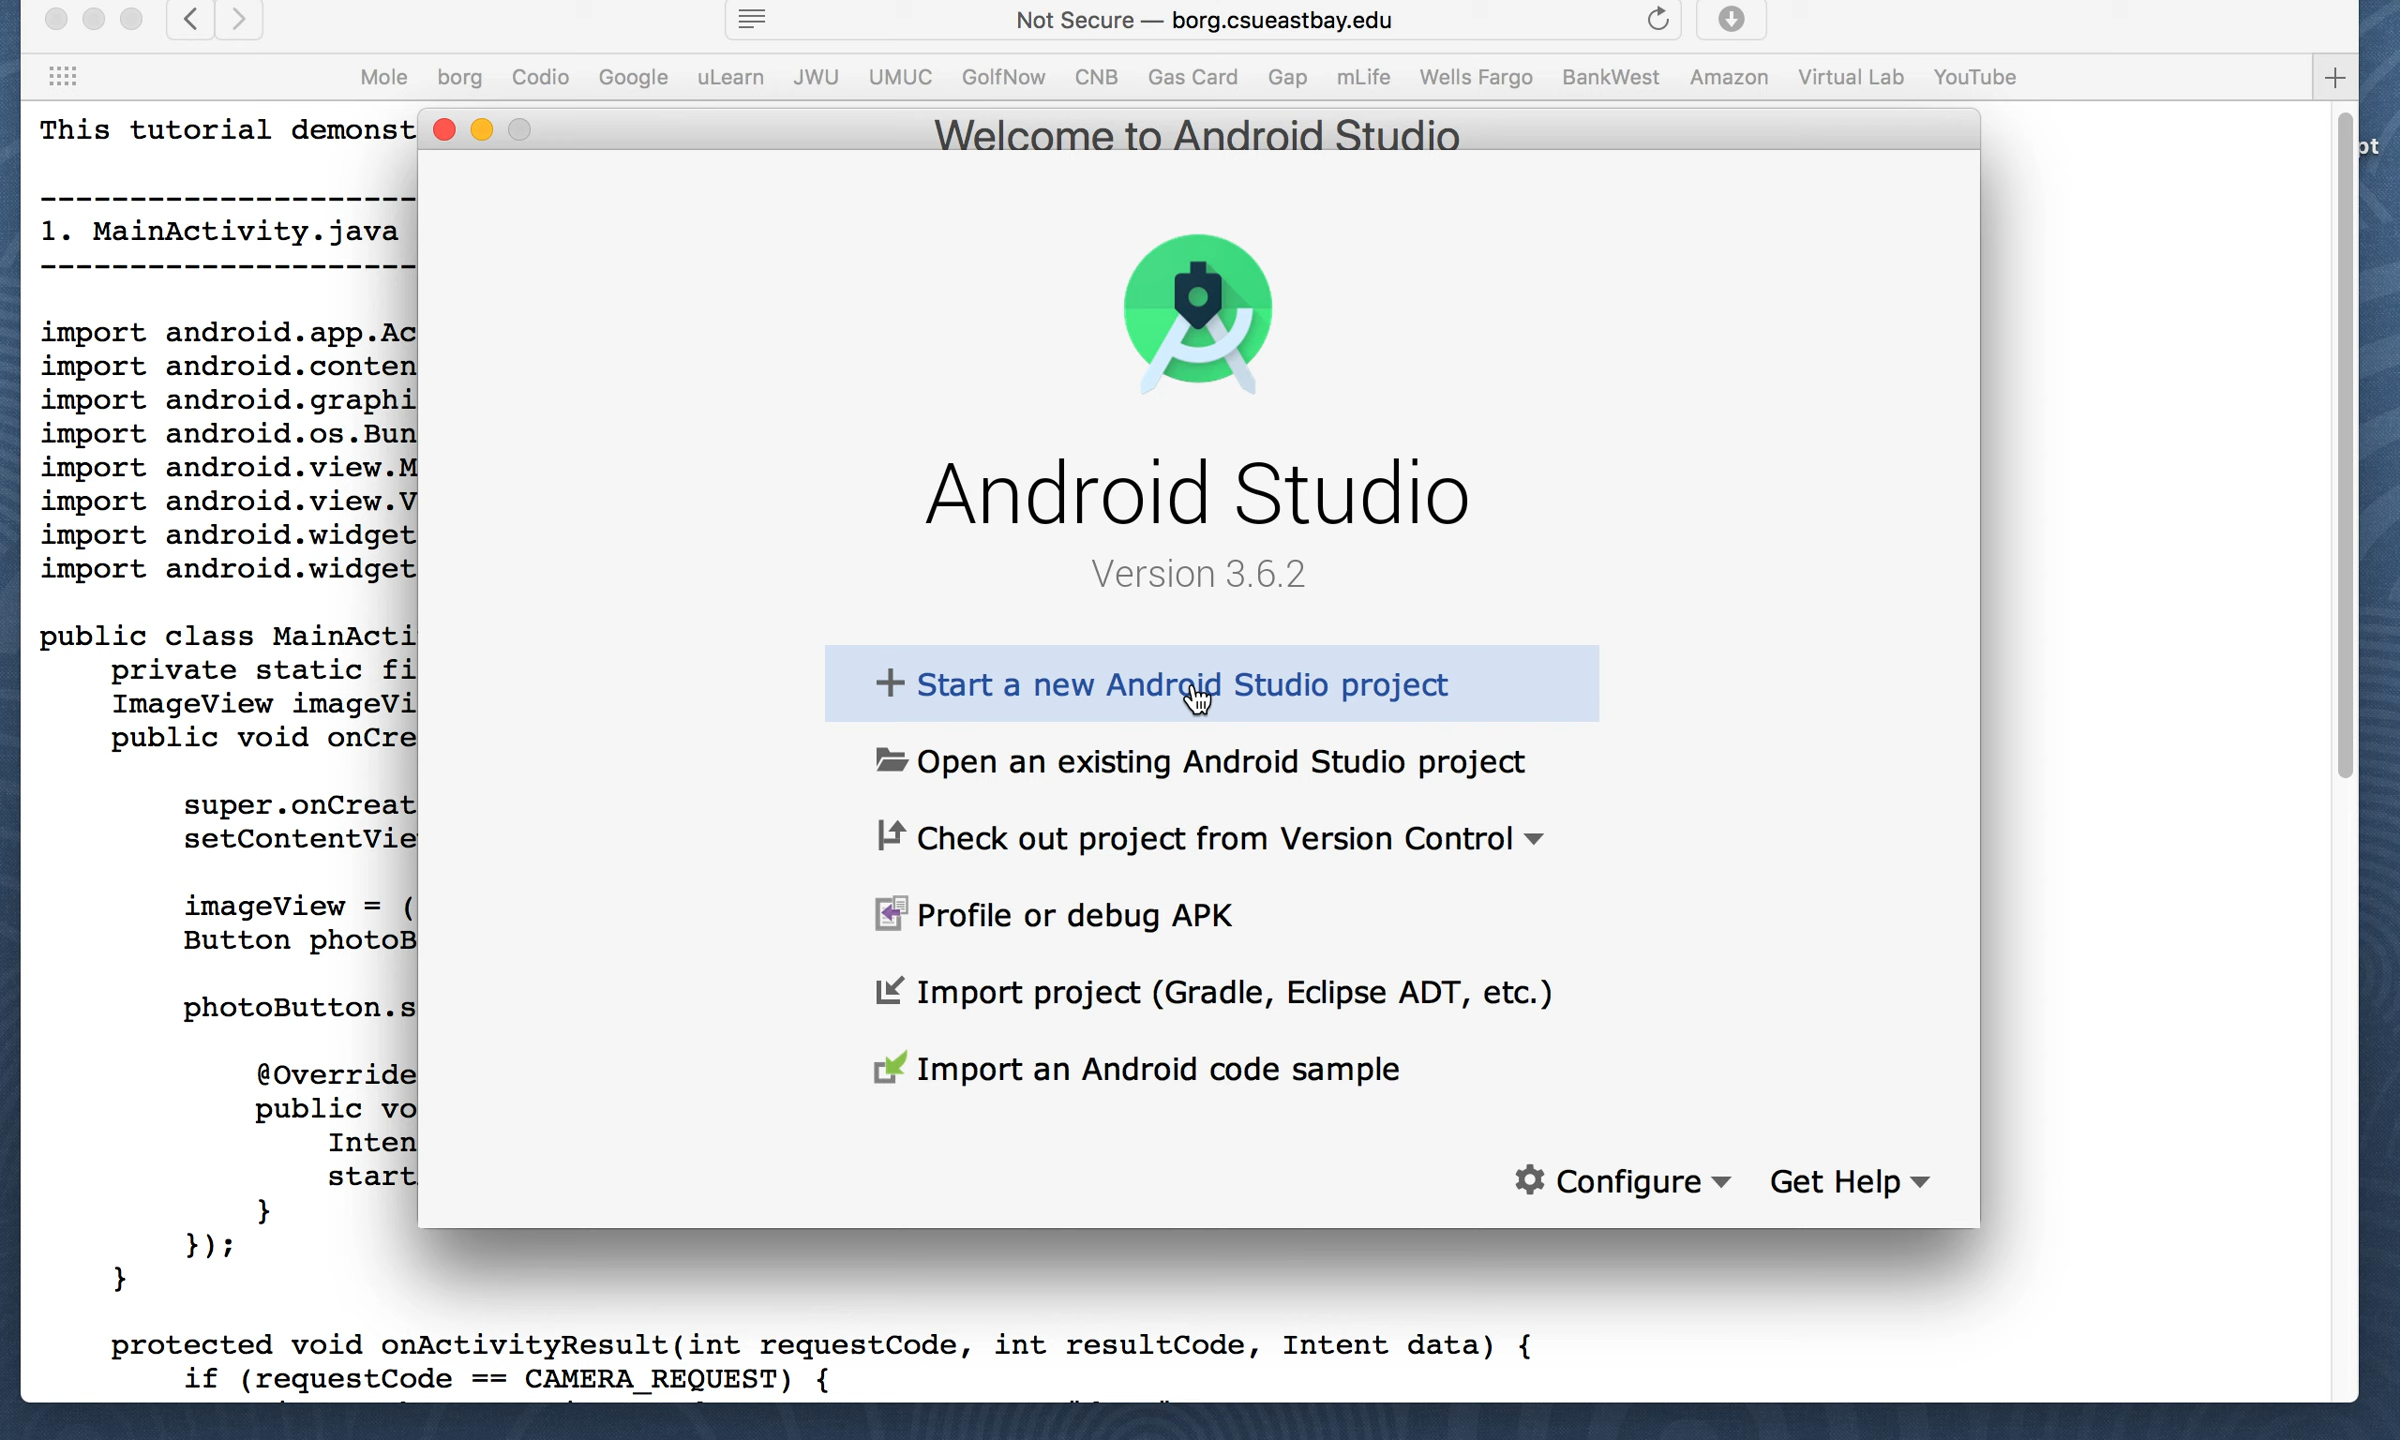 Not Secure — borg.csueastbay.edu
Mole borg Codio Google uLearn JWU UMUC GolfNow CNB Gas Card Gap mLife Wells Fargo BankWest Amazon Virtual Lab YouTube
pt
Welcome to Android Studio
Android Studio
Version 3.6.2
Start a new Android Studio project
Open an existing Android Studio project
Check out project from Version Control
Profile or debug APK
Import project (Gradle, Eclipse ADT, etc.)
Import an Android code sample
Configure
Get Help
This tutorial demonst
--------------------
1. MainActivity.java
--------------------
import android.app.Ac
import android.conten
import android.graphi
import android.os.Bun
import android.view.M
import android.view.V
import android.widget
import android.widget
public class MainActi
private static fi
ImageView imageVi
public void onCre
super.onCreat
setContentVie
imageView = (
Button photoB
photoButton.s
@Override
public vo
Inten
start
}
});
}
protected void onActivityResult(int requestCode, int resultCode, Intent data) {
if (requestCode == CAMERA_REQUEST) {